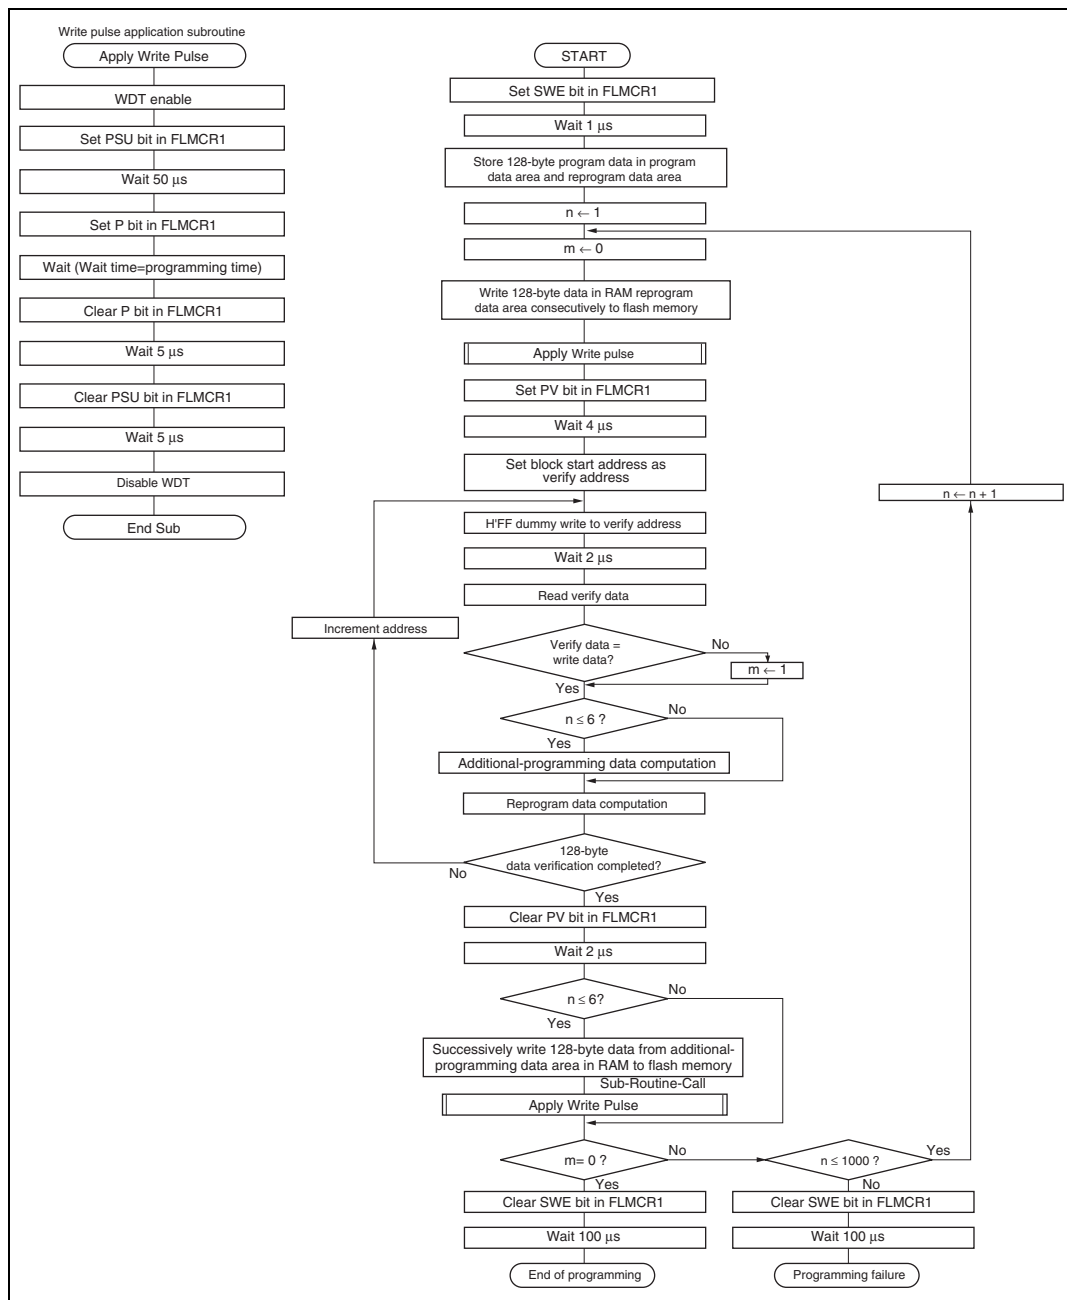 Write pulse application subroutine
Apply Write Pulse
WDT enable
Set PSU bit in FLMCR1
Wait 50 µs
Set P bit in FLMCR1
Wait (Wait time=programming time)
Clear P bit in FLMCR1
Wait 5 µs
Clear PSU bit in FLMCR1
Wait 5 µs
Disable WDT
End Sub
START
Set SWE bit in FLMCR1
Wait 1 µs
Store 128-byte program data in program
data area and reprogram data area
n ← 1
m ← 0
Write 128-byte data in RAM reprogram
data area consecutively to flash memory
Apply Write pulse
Set PV bit in FLMCR1
Wait 4 µs
Set block start address as
verify address
n ← n + 1
H'FF dummy write to verify address
Wait 2 µs
Read verify data
Increment address
Verify data =
write data?
No
m ← 1
Yes
n ≤ 6 ?
No
Yes
Additional-programming data computation
Reprogram data computation
128-byte
data verification completed?
No
Yes
Clear PV bit in FLMCR1
Wait 2 µs
n ≤ 6?
No
Yes
Successively write 128-byte data from additional-
programming data area in RAM to flash memory
Sub-Routine-Call
Apply Write Pulse
m= 0 ?
No
n ≤ 1000 ?
Yes
Yes
No
Clear SWE bit in FLMCR1
Clear SWE bit in FLMCR1
Wait 100 µs
Wait 100 µs
End of programming
Programming failure